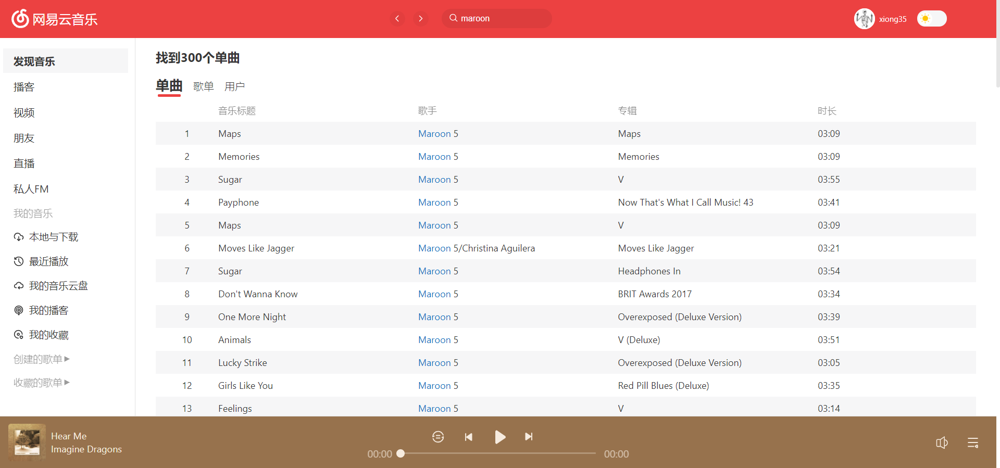 网易云音乐
maroon
xiong35
发现音乐
播客
视频
朋友
直播
私人FM
我的音乐
本地与下载
最近播放
我的音乐云盘
我的播客
我的收藏
创建的歌单▶
收藏的歌单▶
找到300个单曲
单曲 歌单 用户
音乐标题 歌手 专辑 时长
1 Maps Maroon 5 Maps 03:09
2 Memories Maroon 5 Memories 03:09
3 Sugar Maroon 5 V 03:55
4 Payphone Maroon 5 Now That's What I Call Music! 43 03:41
5 Maps Maroon 5 V 03:09
6 Moves Like Jagger Maroon 5/Christina Aguilera Moves Like Jagger 03:21
7 Sugar Maroon 5 Headphones In 03:54
8 Don't Wanna Know Maroon 5 BRIT Awards 2017 03:34
9 One More Night Maroon 5 Overexposed (Deluxe Version) 03:39
10 Animals Maroon 5 V (Deluxe) 03:51
11 Lucky Strike Maroon 5 Overexposed (Deluxe Version) 03:05
12 Girls Like You Maroon 5 Red Pill Blues (Deluxe) 03:35
13 Feelings Maroon 5 V 03:14
Hear Me
Imagine Dragons
00:00 00:00